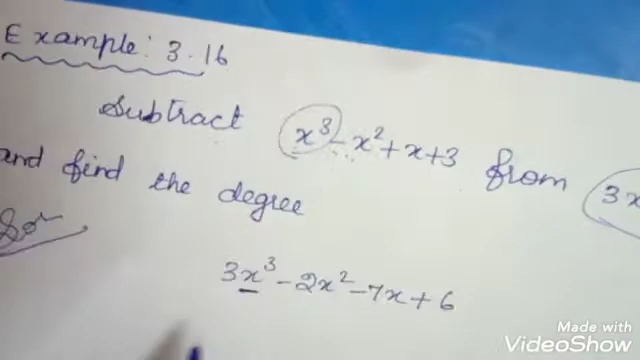 Example: 3.16
Subtract x³ - x² + x + 3 from 3x
and find the degree
Soln
3x³ - 2x² - 7x + 6
Made with
VideoShow